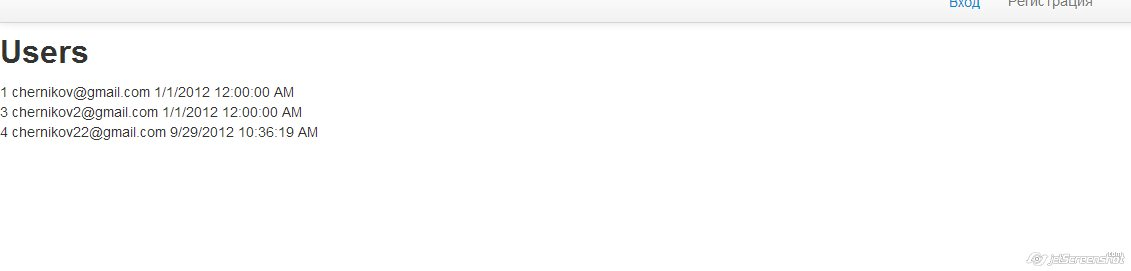 Вход Регистрация
Users
1 chernikov@gmail.com 1/1/2012 12:00:00 AM
3 chernikov2@gmail.com 1/1/2012 12:00:00 AM
4 chernikov22@gmail.com 9/29/2012 10:36:19 AM
jetScreenshot